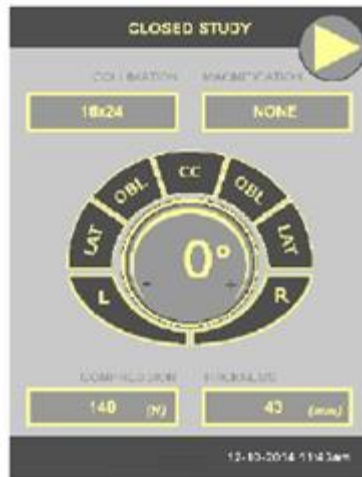 CLOSED STUDY
COLLIMATION MAGNIFICATION
18x24 NONE
OBL CC OBL
LAT LAT
0°
- +
L R
COMPRESSION THICKNESS
140 (N) 43 (mm)
12-10-2014 11:43am